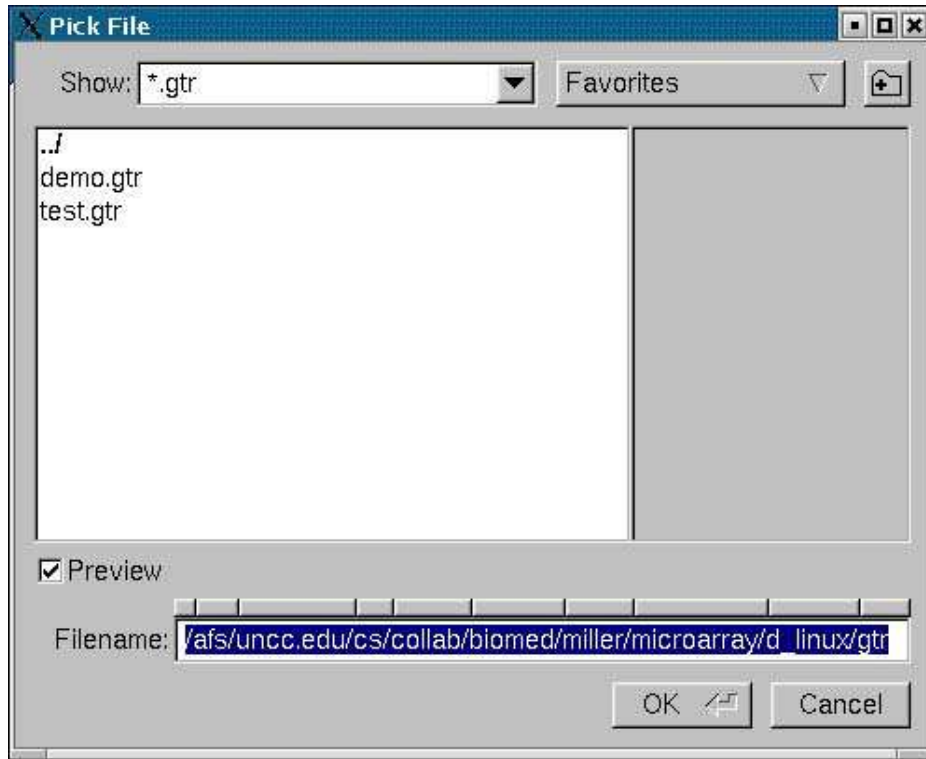 Pick File
Show: *.gtr Favorites
../
demo.gtr
test.gtr
Preview
Filename: /afs/uncc.edu/cs/collab/biomed/miller/microarray/d_linux/gtr
OK Cancel